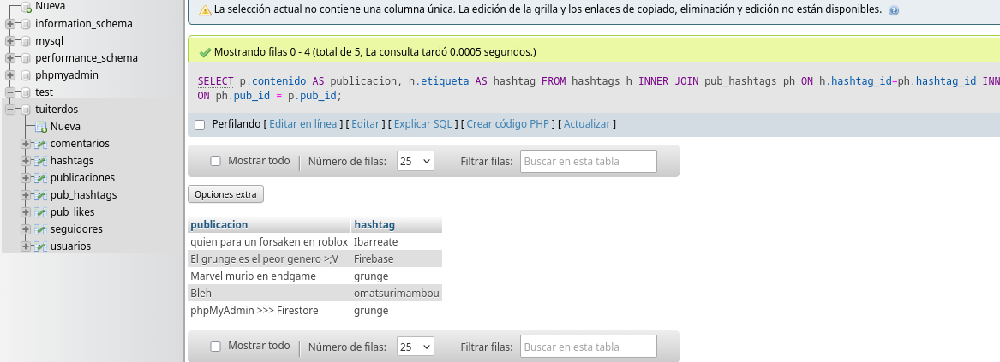 Nueva
information_schema
mysql
performance_schema
phpmyadmin
test
tuiterdos
Nueva
comentarios
hashtags
publicaciones
pub_hashtags
pub_likes
seguidores
usuarios
La selección actual no contiene una columna única. La edición de la grilla y los enlaces de copiado, eliminación y edición no están disponibles.
Mostrando filas 0 - 4 (total de 5, La consulta tardó 0.0005 segundos.)
SELECT p.contenido AS publicacion, h.etiqueta AS hashtag FROM hashtags h INNER JOIN pub_hashtags ph ON h.hashtag_id=ph.hashtag_id INN
ON ph.pub_id = p.pub_id;
Perfilando [ Editar en línea ] [ Editar ] [ Explicar SQL ] [ Crear código PHP ] [ Actualizar ]
Mostrar todo Número de filas: 25 Filtrar filas: Buscar en esta tabla
Opciones extra
publicacion hashtag
quien para un forsaken en roblox Ibarreate
El grunge es el peor genero >;V Firebase
Marvel murio en endgame grunge
Bleh omatsurimambou
phpMyAdmin >>> Firestore grunge
Mostrar todo Número de filas: 25 Filtrar filas: Buscar en esta tabla